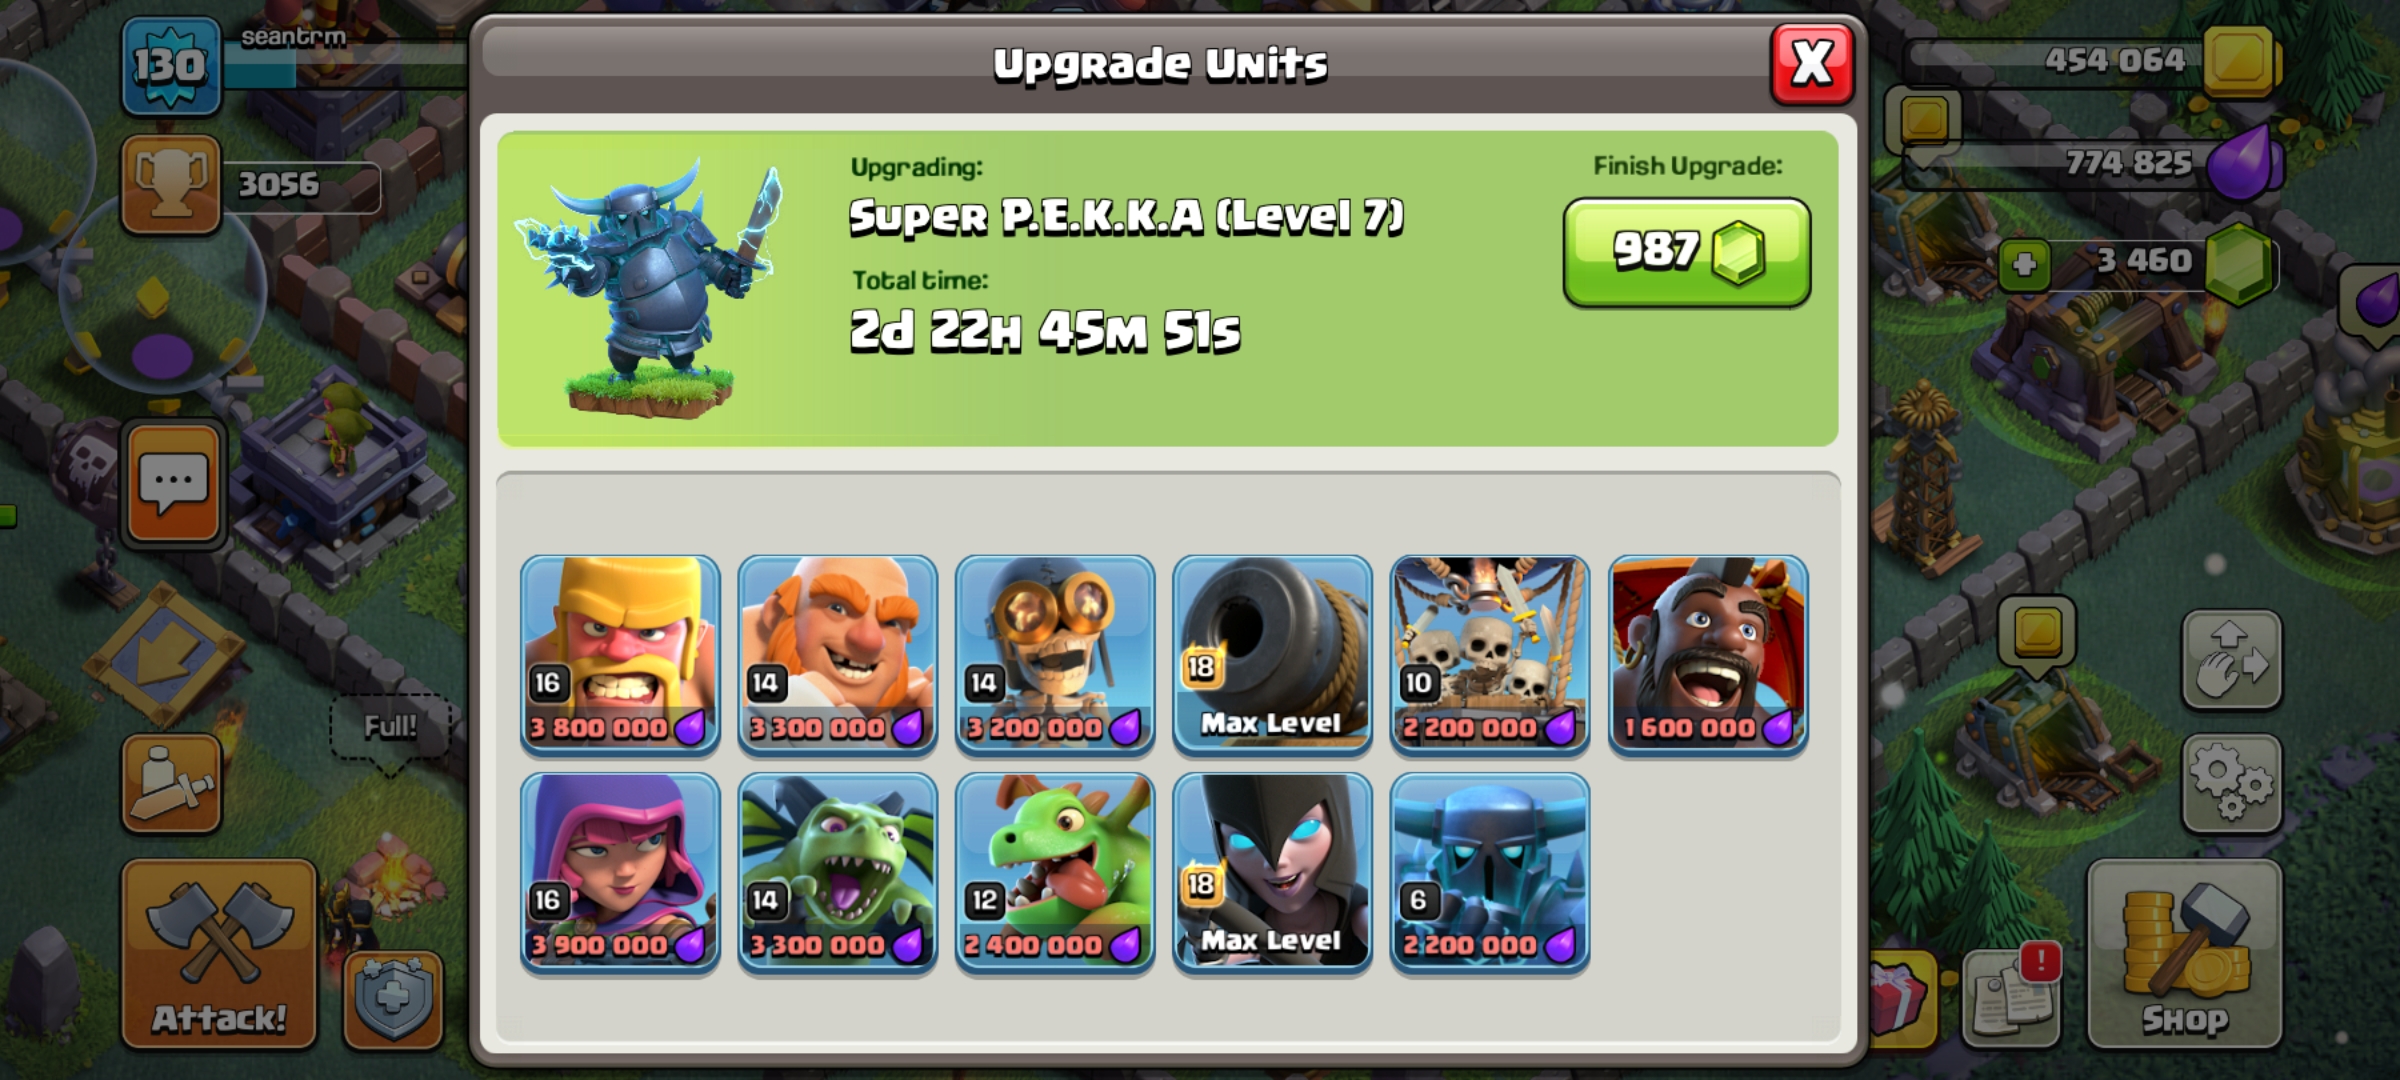 130
seantrm
3056
Full!
Attack!
Upgrade Units
X
Upgrading:
Super P.E.K.K.A (Level 7)
Total time:
2d 22H 45M 51s
Finish Upgrade:
987
16
3 800 000
14
3 300 000
14
3 200 000
18
Max Level
10
2 200 000
1 600 000
16
3 900 000
14
3 300 000
12
2 400 000
18
Max Level
6
2 200 000
454 064
774 825
3 460
!
Shop